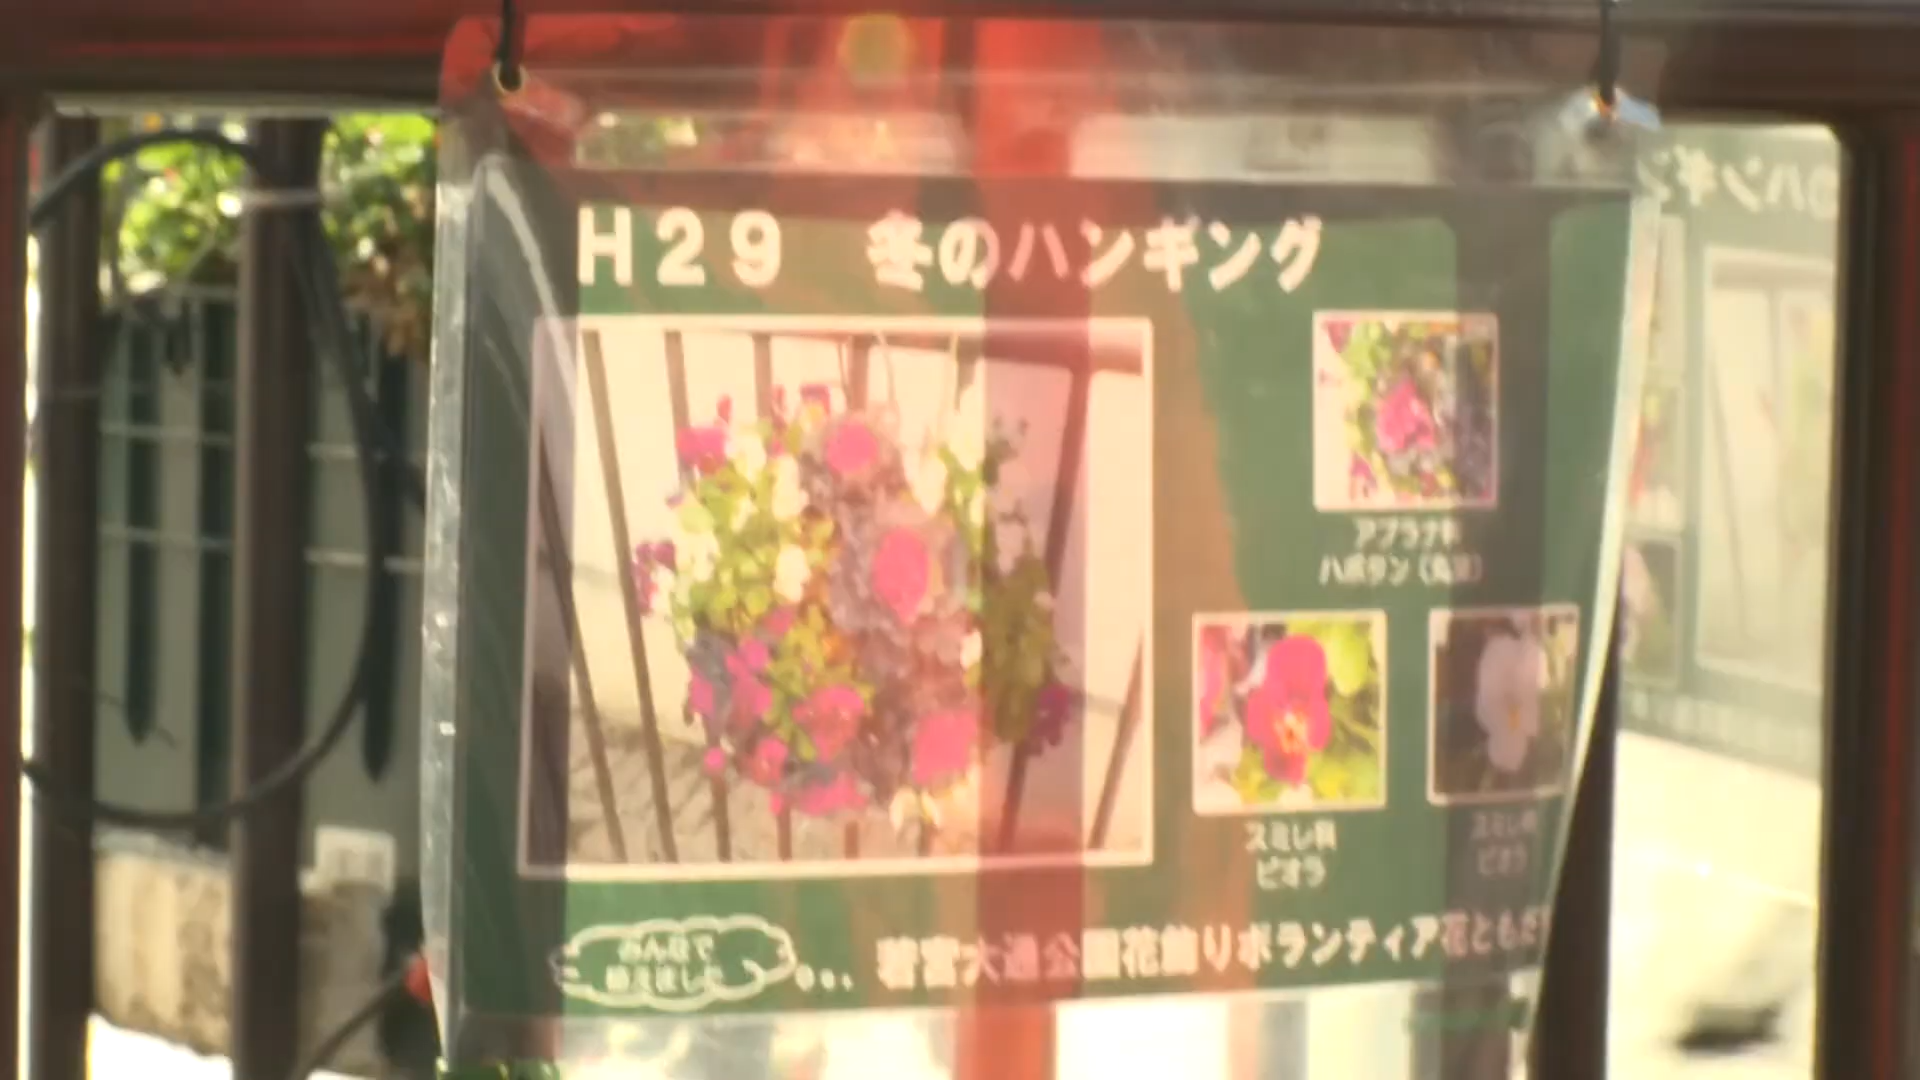 H29 冬のハンギング
アブラナ科
ハボタン
スミレ科
ビオラ
スミレ科
ビオラ
みんなで
植えました
若宮大通公園花飾りボランティア花とも